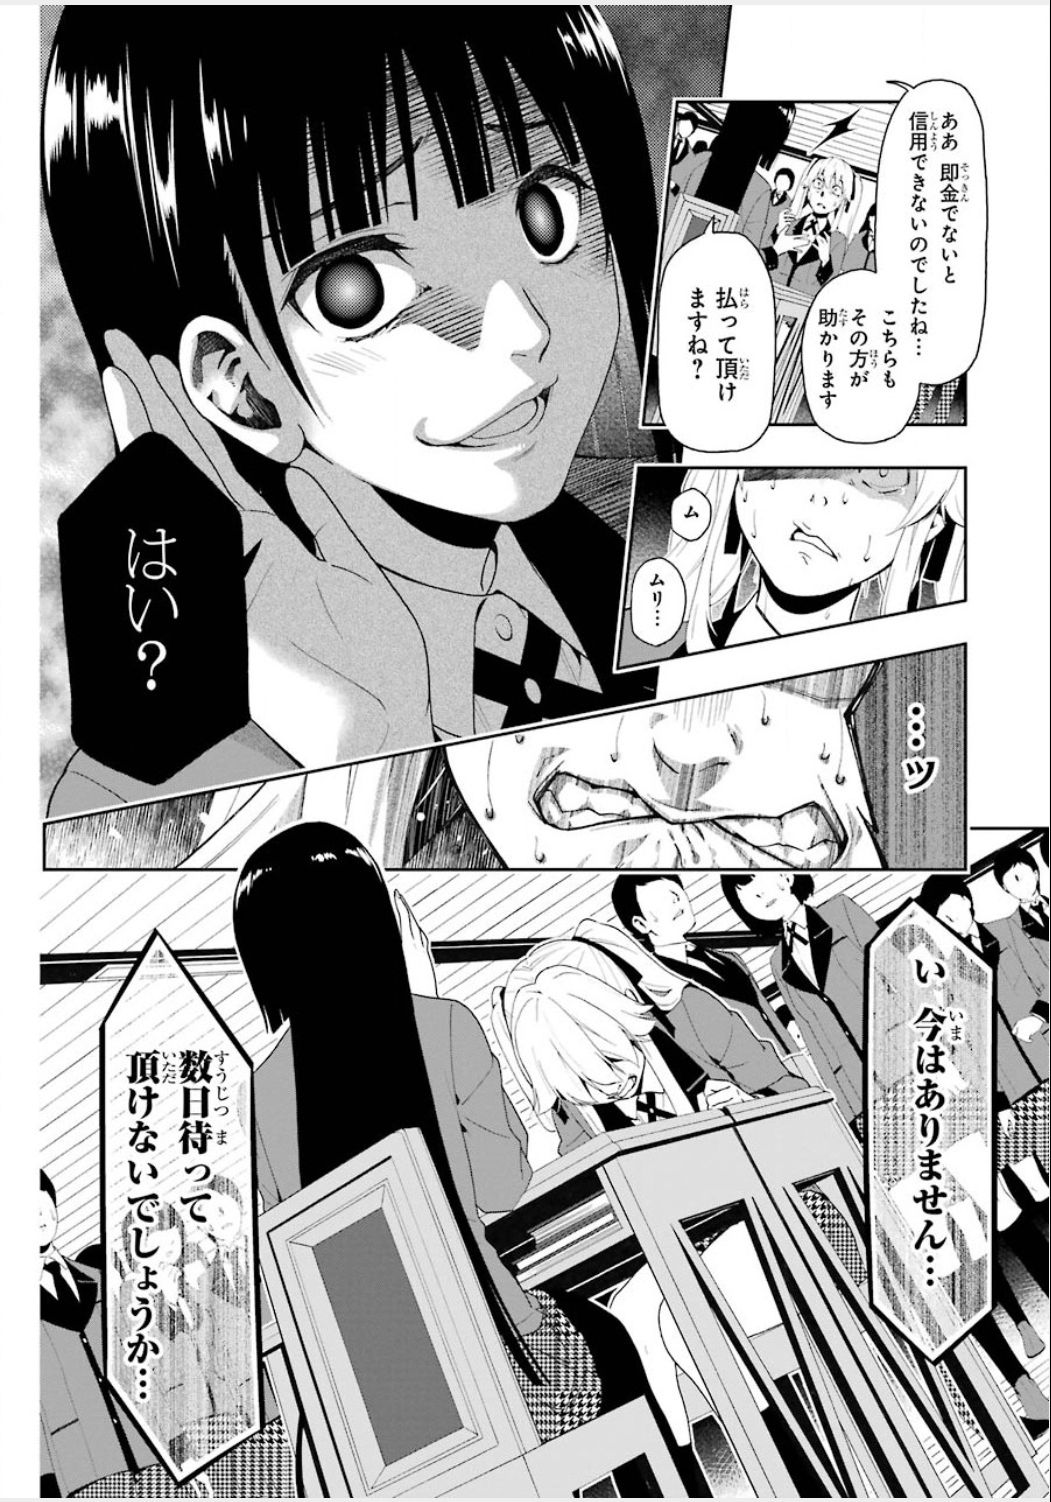 ああ 即金でないと
信用できないのでしたね…
こちらも
その方が
助かります
払って頂け
ますね?
ム
ムリ…
はい?
…ッ
い 今はありません…
数日待って
頂けないでしょうか…